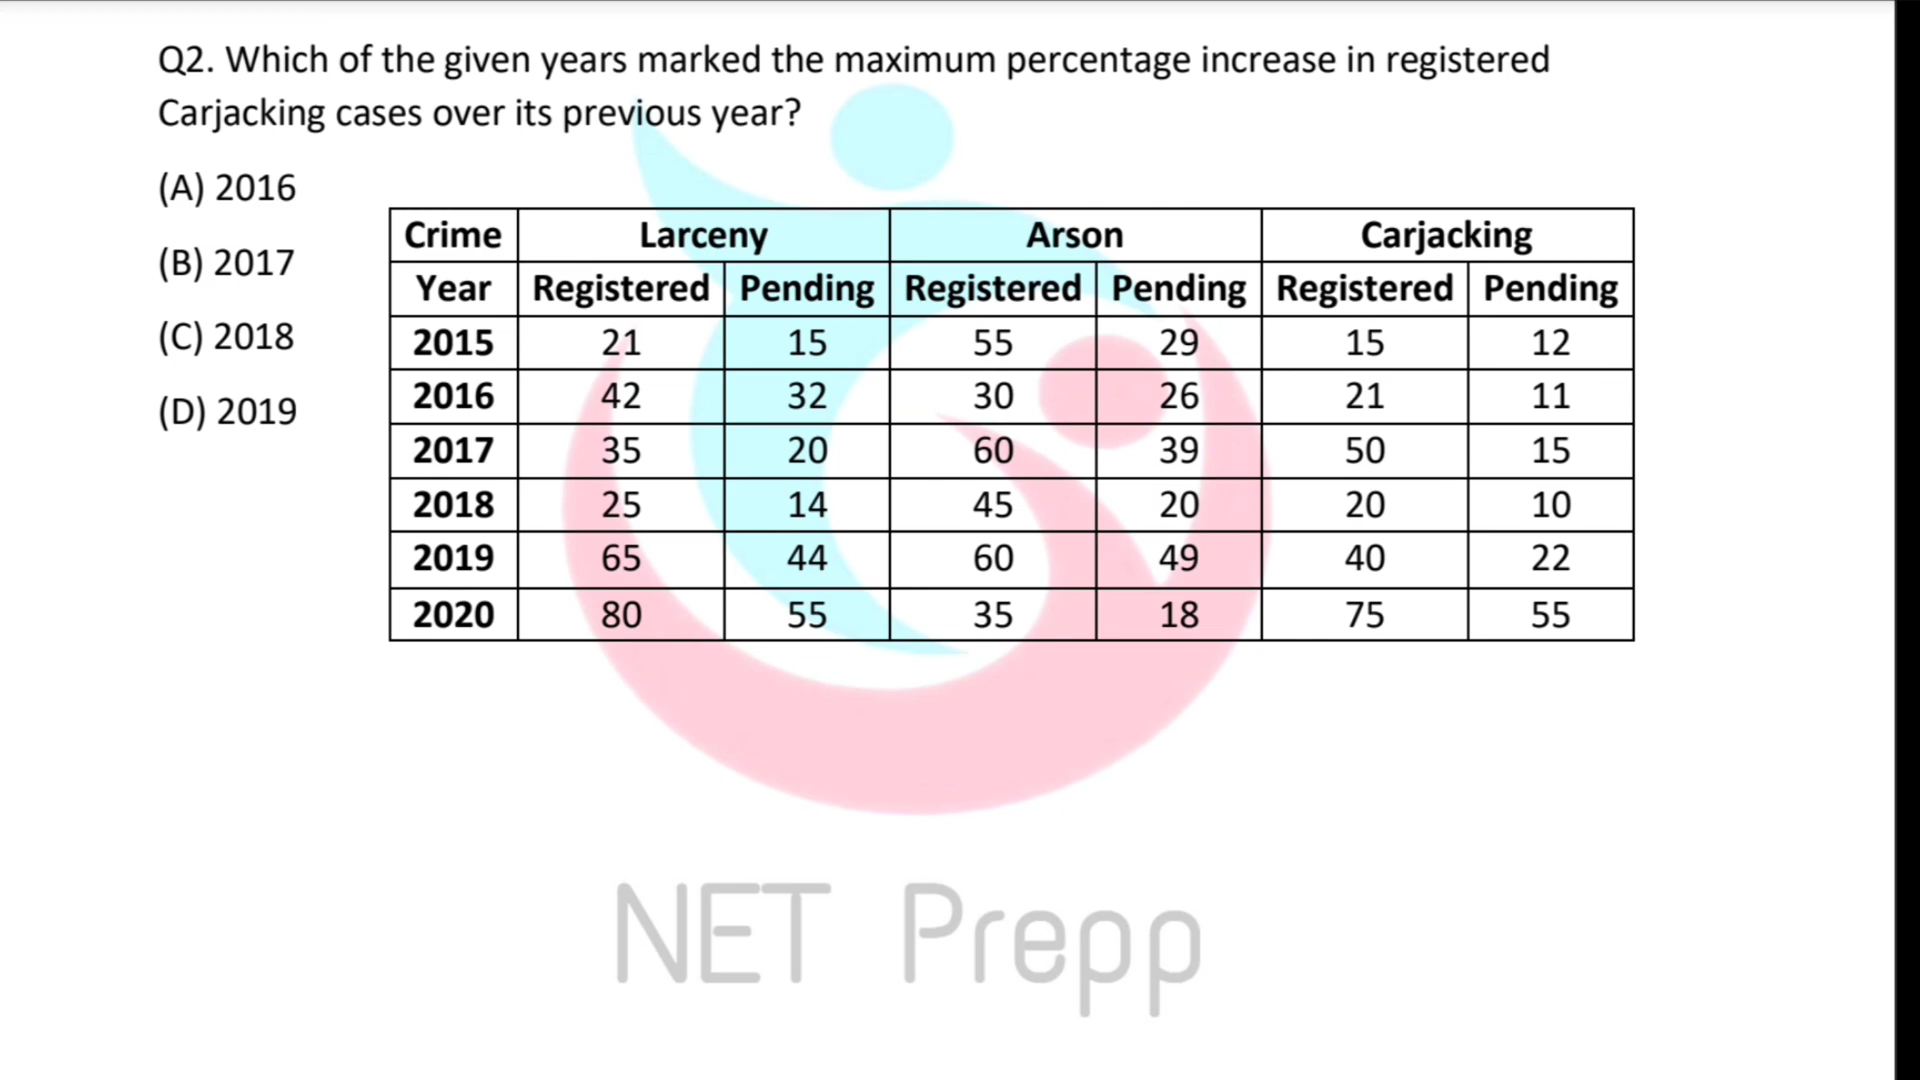 Q2. Which of the given years marked the maximum percentage increase in registered
Carjacking cases over its previous year?
(A) 2016
(B) 2017
(C) 2018
(D) 2019
Crime Larceny Arson Carjacking
Year Registered Pending Registered Pending Registered Pending
2015 21 15 55 29 15 12
2016 42 32 30 26 21 11
2017 35 20 60 39 50 15
2018 25 14 45 20 20 10
2019 65 44 60 49 40 22
2020 80 55 35 18 75 55
NET Prepp